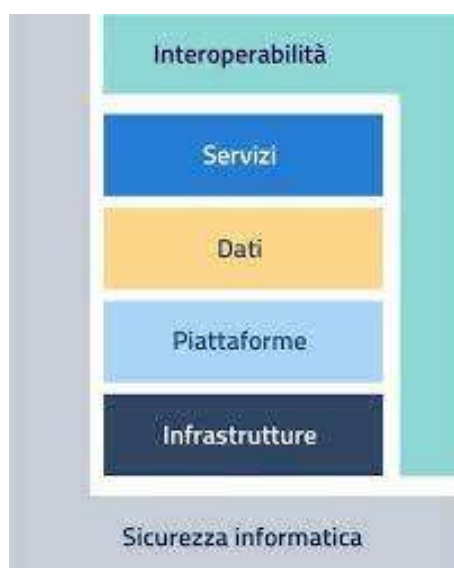 Interoperabilità
Servizi
Dati
Piattaforme
Infrastrutture
Sicurezza informatica